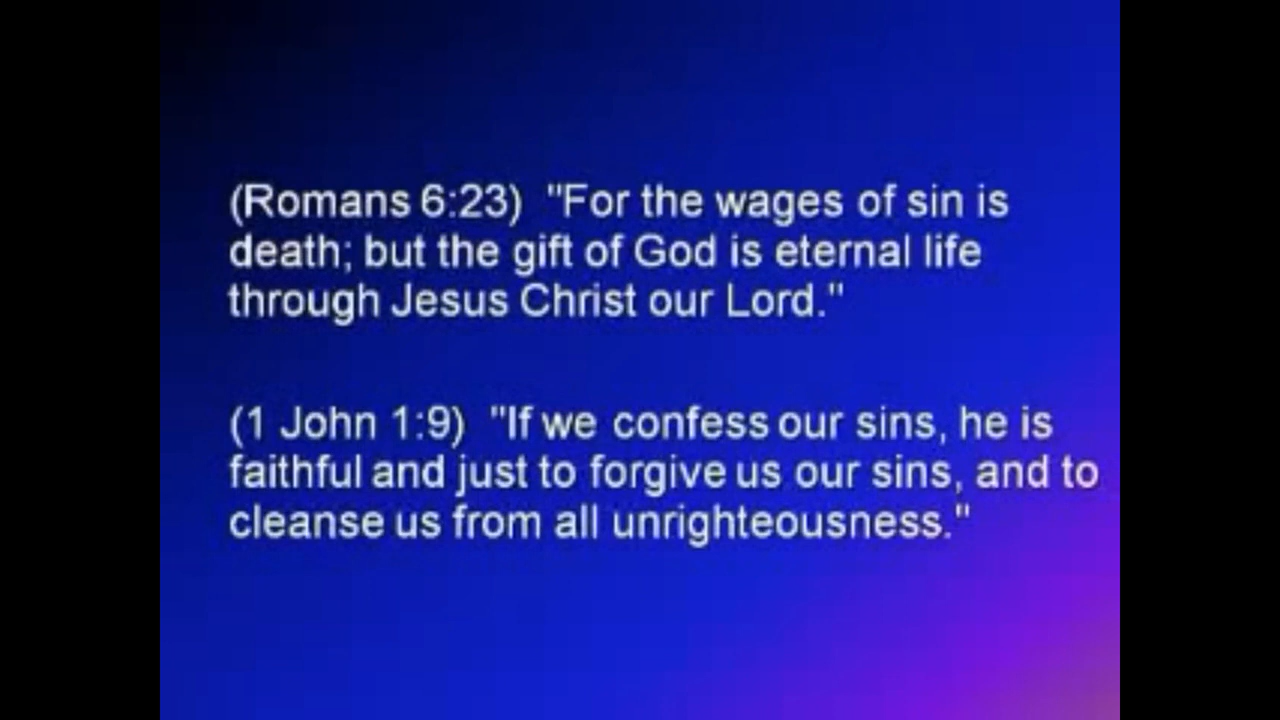 (Romans 6:23)  "For the wages of sin is
death; but the gift of God is eternal life
through Jesus Christ our Lord."
(1 John 1:9)  "If we confess our sins, he is
faithful and just to forgive us our sins, and to
cleanse us from all unrighteousness."